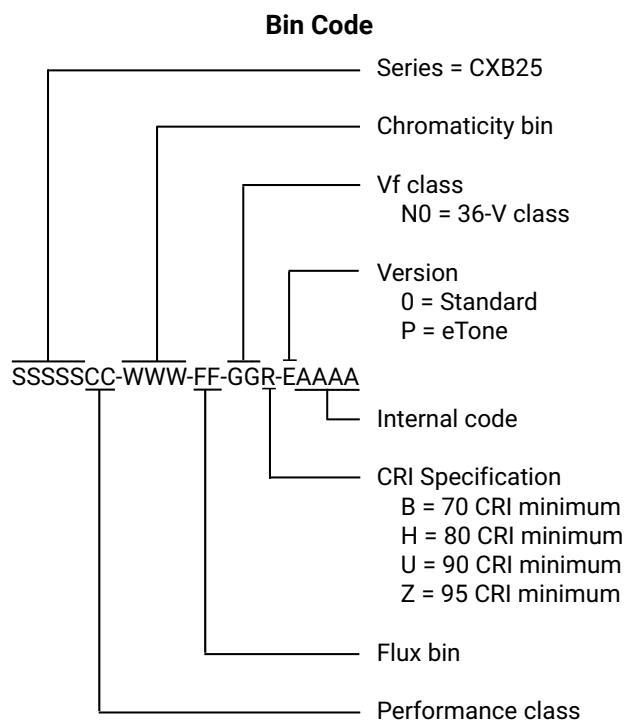 Bin Code
Series = CXB25
Chromaticity bin
Vf class
N0 = 36-V class
Version
0 = Standard
P = eTone
SSSSSCC-WWW-FF-GGR-EAAAA
Internal code
CRI Specification
B = 70 CRI minimum
H = 80 CRI minimum
U = 90 CRI minimum
Z = 95 CRI minimum
Flux bin
Performance class